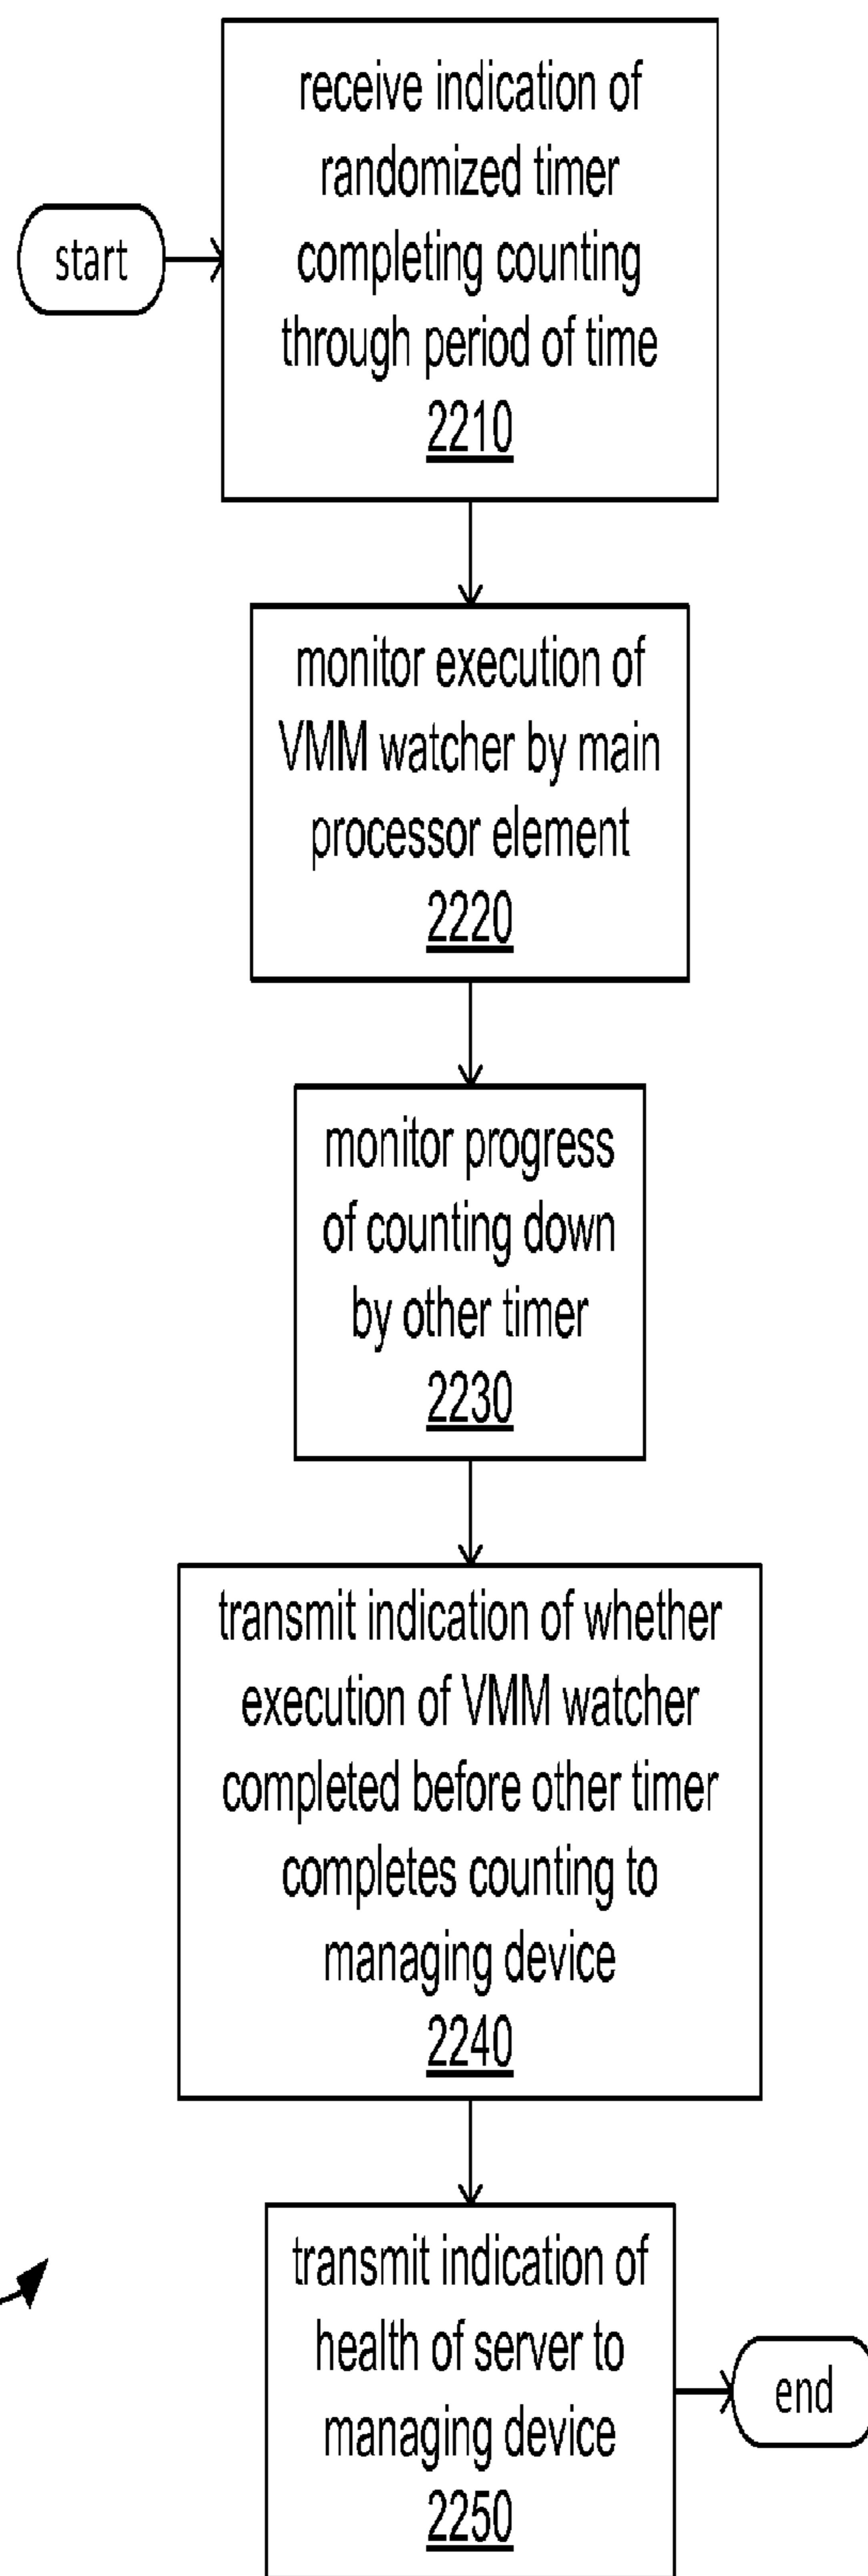 receive indication of
randomized timer
completing counting
through period of time
2210
start
monitor execution of
VMM watcher by main
processor element
2220
monitor progress
of counting down
by other timer
2230
transmit indication of whether
execution of VMM watcher
completed before other timer
completes counting to
managing device
2240
transmit indication of
health of server to
managing device
2250
end